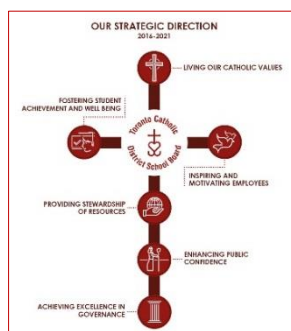 OUR STRATEGIC DIRECTION
2016-2021
LIVING OUR CATHOLIC VALUES
FOSTERING STUDENT
ACHIEVEMENT AND WELL BEING
Toronto Catholic
District School Board
INSPIRING AND
MOTIVATING EMPLOYEES
PROVIDING STEWARDSHIP
OF RESOURCES
ENHANCING PUBLIC
CONFIDENCE
ACHIEVING EXCELLENCE IN
GOVERNANCE